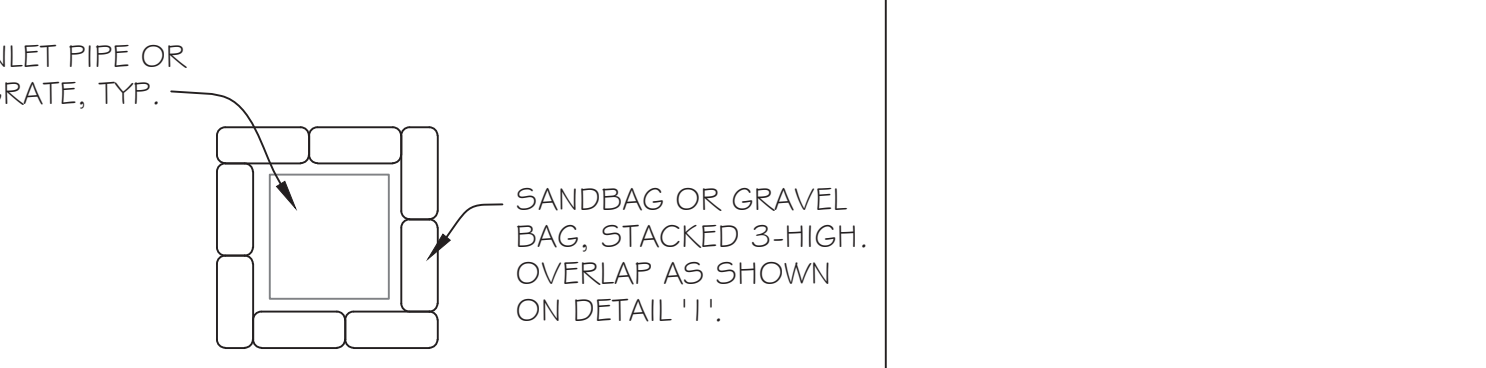 NLET PIPE OR
RATE, TYP.
SANDBAG OR GRAVEL
BAG, STACKED 3-HIGH.
OVERLAP AS SHOWN
ON DETAIL '1'.